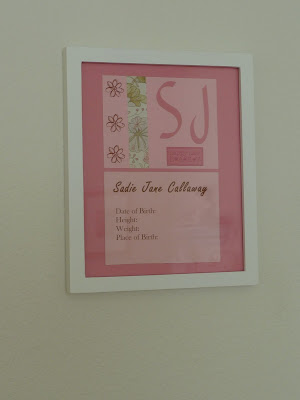 SJ
Sadie Jane Callaway
Date of Birth:
Height:
Weight:
Place of Birth: